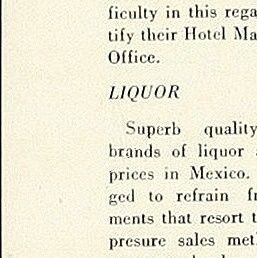 ficulty in this rega
tify their Hotel Ma
Office.
LIQUOR
Superb quality
brands of liquor
prices in Mexico.
ged to refrain fr
ments that resort t
presure sales met